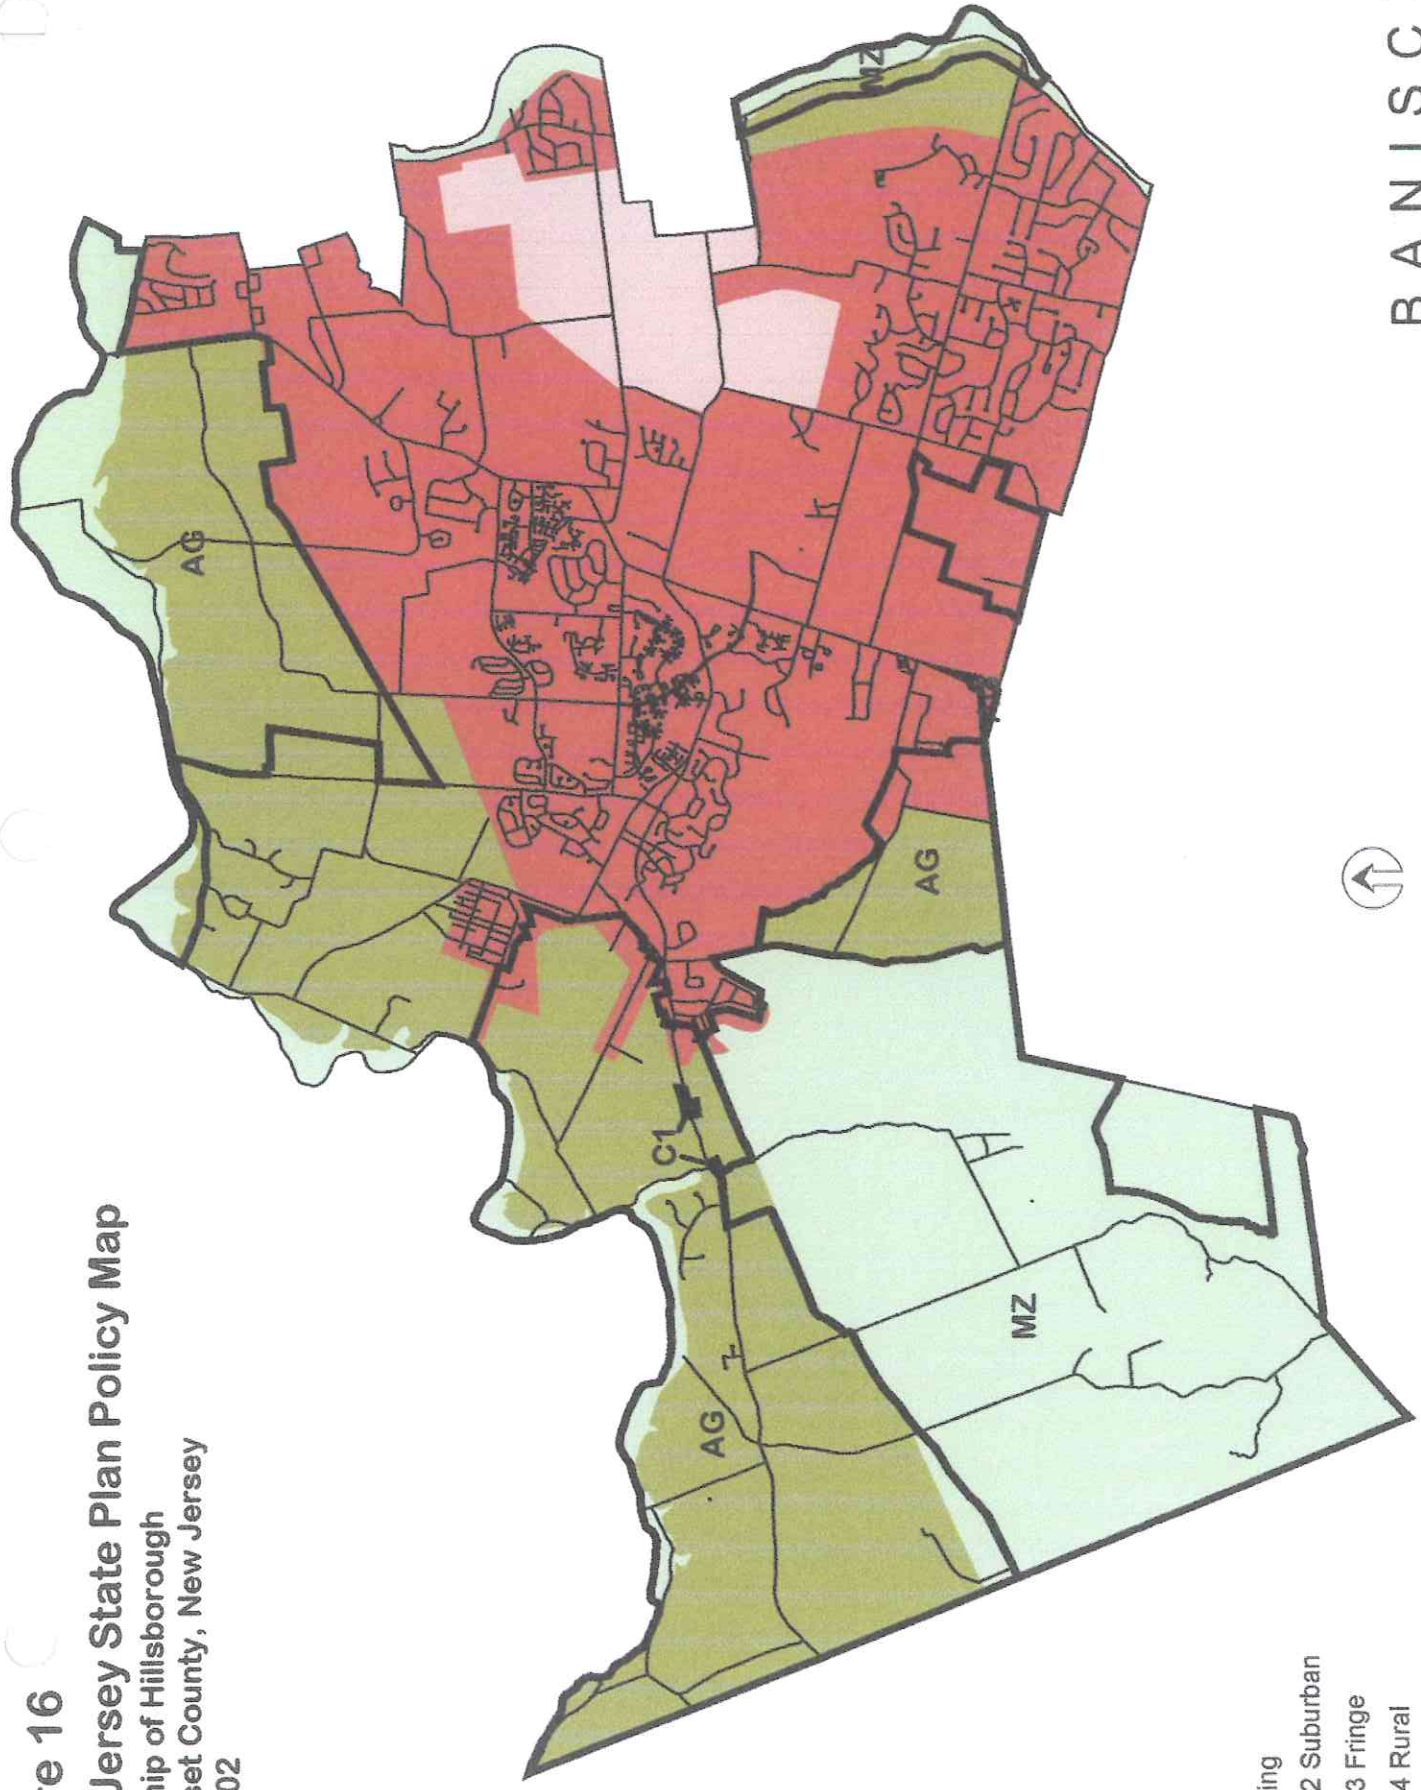 re 16
Jersey State Plan Policy Map
hip of Hillsborough
set County, New Jersey
02
AG
MZ
AG
C1
AG
MZ
ing
2 Suburban
3 Fringe
4 Rural
B A N I S C